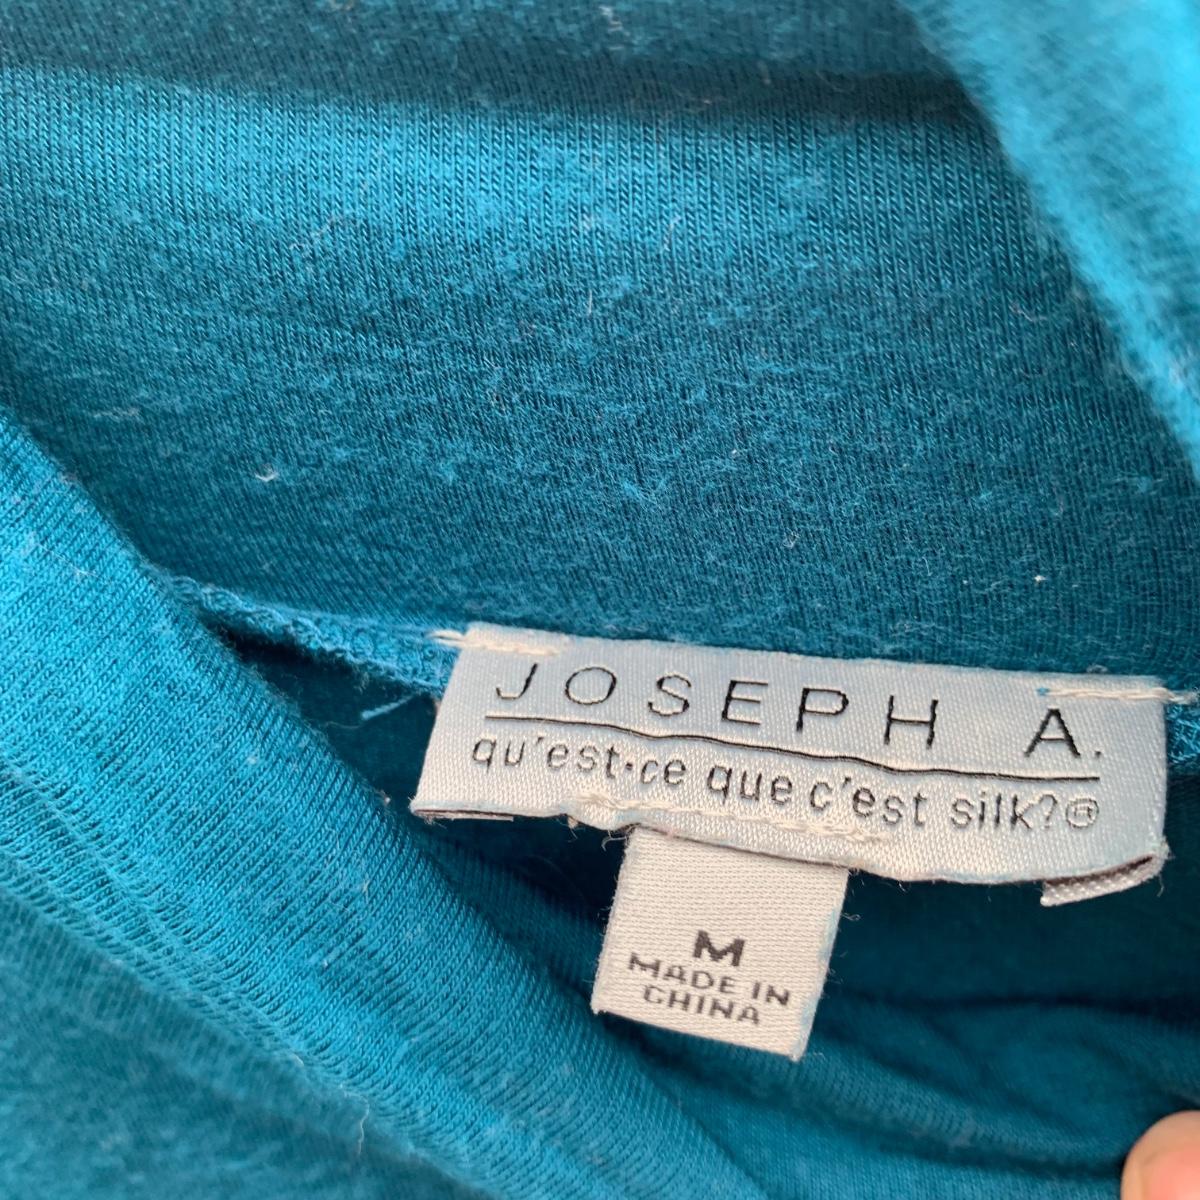 JOSEPH A.
qu'est-ce que c'est silk?®
M
MADE IN
CHINA